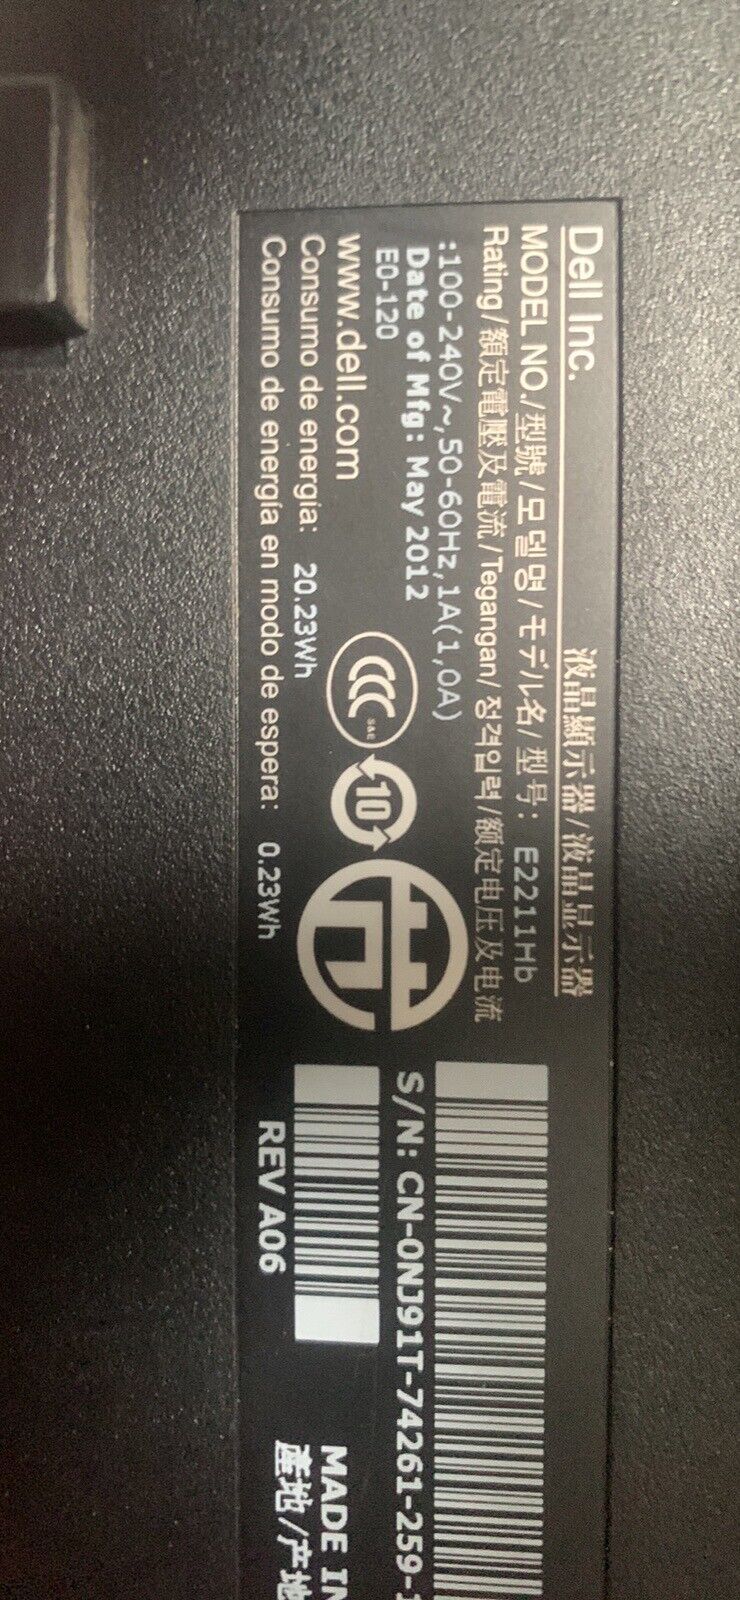 Dell Inc.
液晶顯示器/液晶显示器
MODEL NO./型號/모델명/モデル名/型号: E2211Hb
Rating/額定電壓及電流/Tegangan/정격입력/额定电压及电流
:100-240V~,50-60Hz,1A(1,0A)
Date of Mfg: May 2012
E0-120
www.dell.com
Consumo de energía: 20.23Wh
Consumo de energía en modo de espera: 0.23Wh
CCC
S&E
10
S/N: CN-0NJ91T-74261-259-
REV A06
MADE IN
產地/产地